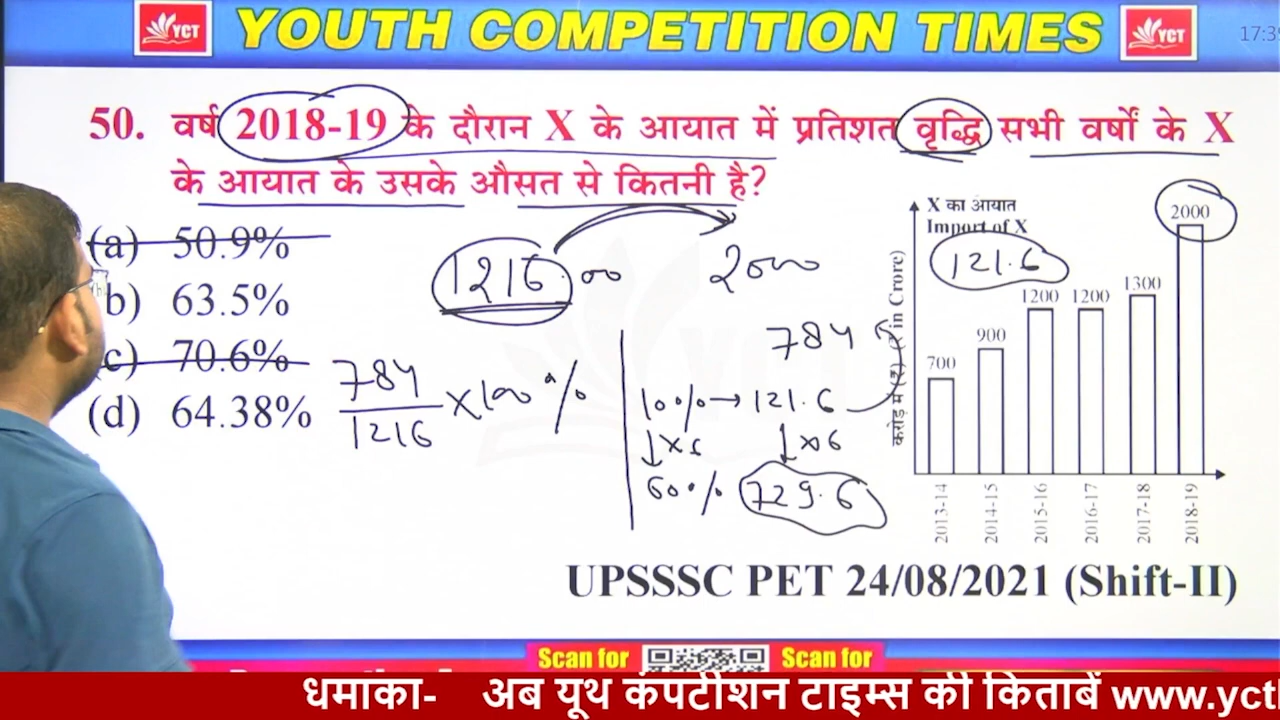 YCT YOUTH COMPETITION TIMES YCT
50. वर्ष 2018-19 के दौरान X के आयात में प्रतिशत वृद्धि सभी वर्षों के X
के आयात के उसके औसत से कितनी है?
(a) 50.9%
(b) 63.5%
(c) 70.6%
(d) 64.38%
1216.00
2000
784
784/1216 ×100%
10%→121.6
↓×6 ↓×6
60% 729.6
X का आयात
Import of X
121.6
करोड़ में (₹) (₹ in Crore)
700 900 1200 1200 1300 2000
2013-14 2014-15 2015-16 2016-17 2017-18 2018-19
UPSSSC PET 24/08/2021 (Shift-II)
Scan for Scan for
धमाका- अब यूथ कंपटीशन टाइम्स की किताबें www.yct